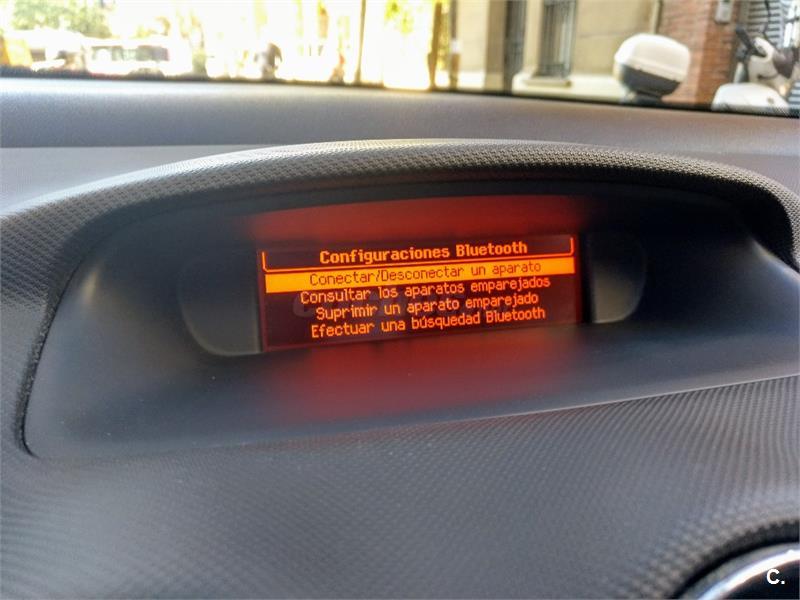 Configuraciones Bluetooth
Conectar/Desconectar un aparato
Consultar los aparatos emparejados
Suprimir un aparato emparejado
Efectuar una búsquedad Bluetooth
C.